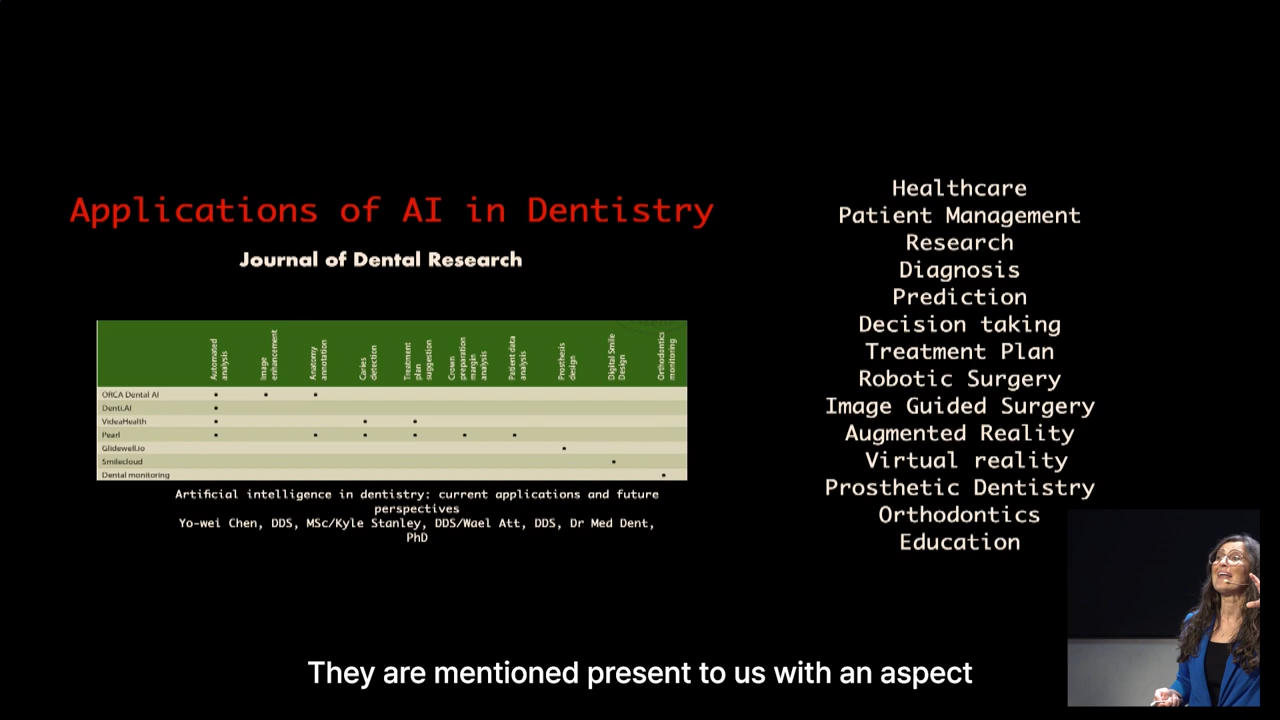 Applications of AI in Dentistry
Journal of Dental Research
Automated analysis
Image enhancement
Anatomy annotation
Caries detection
Treatment plan suggestion
Crown preparation margin analysis
Patient data analysis
Prosthesis design
Digital Smile Design
Orthodontics monitoring
ORCA Dental AI
Denti.AI
VideaHealth
Pearl
Glidewell.io
Smilecloud
Dental monitoring
Artificial intelligence in dentistry: current applications and future
perspectives
Yo-wei Chen, DDS, MSc/Kyle Stanley, DDS/Wael Att, DDS, Dr Med Dent,
PhD
Healthcare
Patient Management
Research
Diagnosis
Prediction
Decision taking
Treatment Plan
Robotic Surgery
Image Guided Surgery
Augmented Reality
Virtual reality
Prosthetic Dentistry
Orthodontics
Education
They are mentioned present to us with an aspect